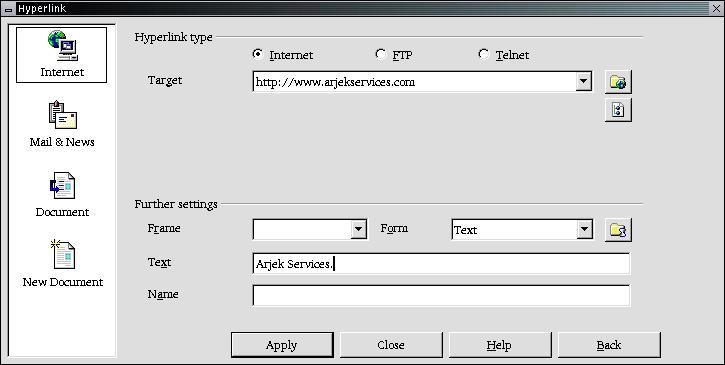 Hyperlink
Internet
Mail & News
Document
New Document
Hyperlink type
Internet FTP Telnet
Target http://www.arjekservices.com
Further settings
Frame Form Text
Text Arjek Services.
Name
Apply Close Help Back